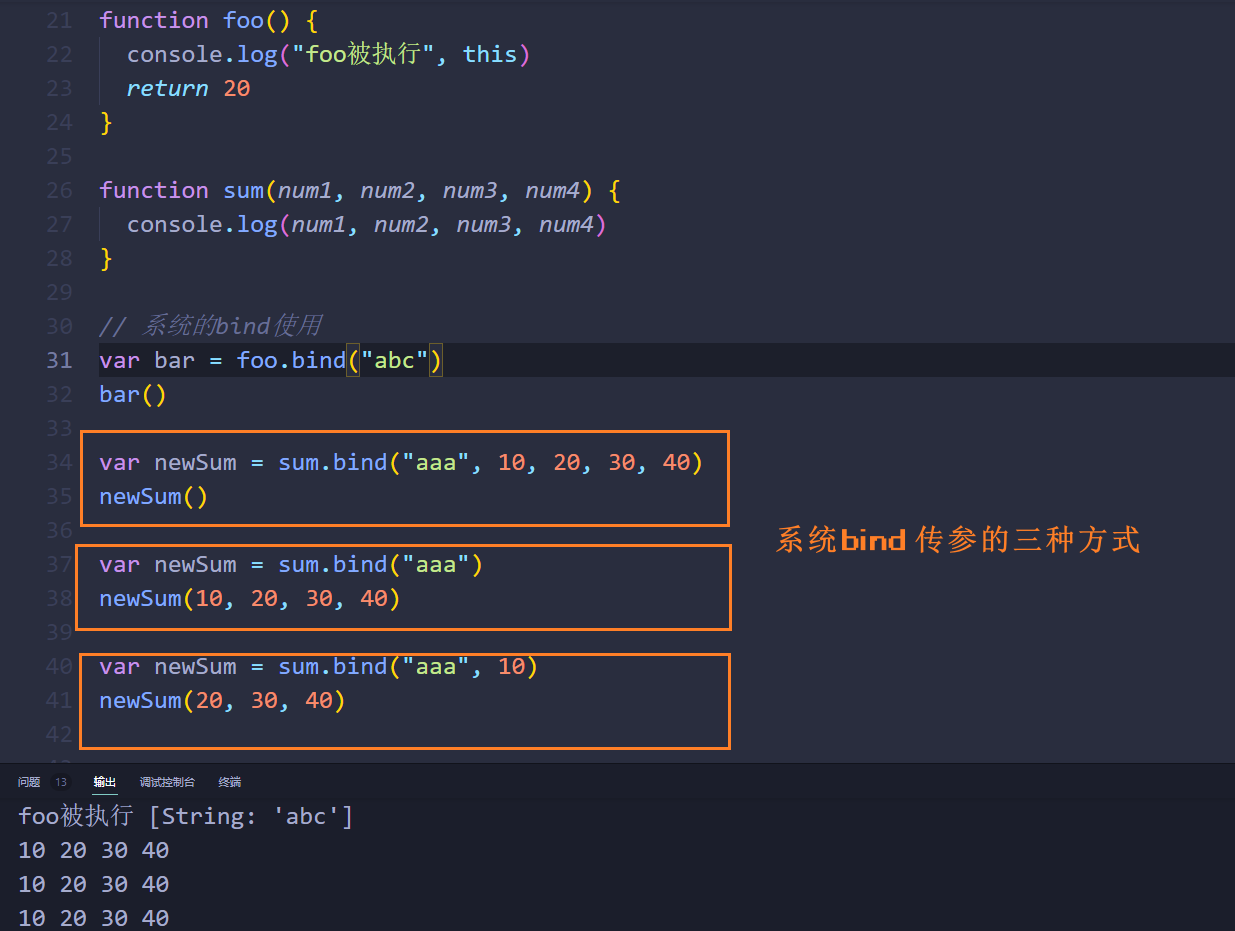 21 function foo() {
22 console.log("foo被执行", this)
23 return 20
24 }
25
26 function sum(num1, num2, num3, num4) {
27 console.log(num1, num2, num3, num4)
28 }
29
30 // 系统的bind使用
31 var bar = foo.bind("abc")
32 bar()
33
34 var newSum = sum.bind("aaa", 10, 20, 30, 40)
35 newSum()
36
系统bind 传参的三种方式
37 var newSum = sum.bind("aaa")
38 newSum(10, 20, 30, 40)
39
40 var newSum = sum.bind("aaa", 10)
41 newSum(20, 30, 40)
42
问题 13 输出 调试控制台 终端
foo被执行 [String: 'abc']
10 20 30 40
10 20 30 40
10 20 30 40